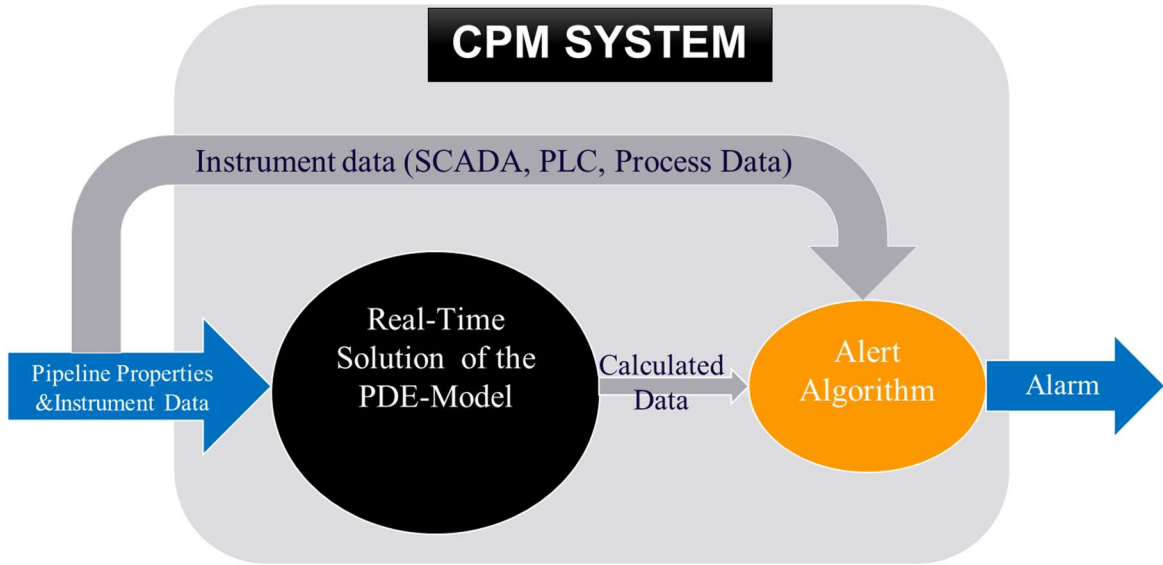 CPM SYSTEM
Instrument data (SCADA, PLC, Process Data)
Pipeline Properties
&Instrument Data
Real-Time
Solution of the
PDE-Model
Calculated
Data
Alert
Algorithm
Alarm